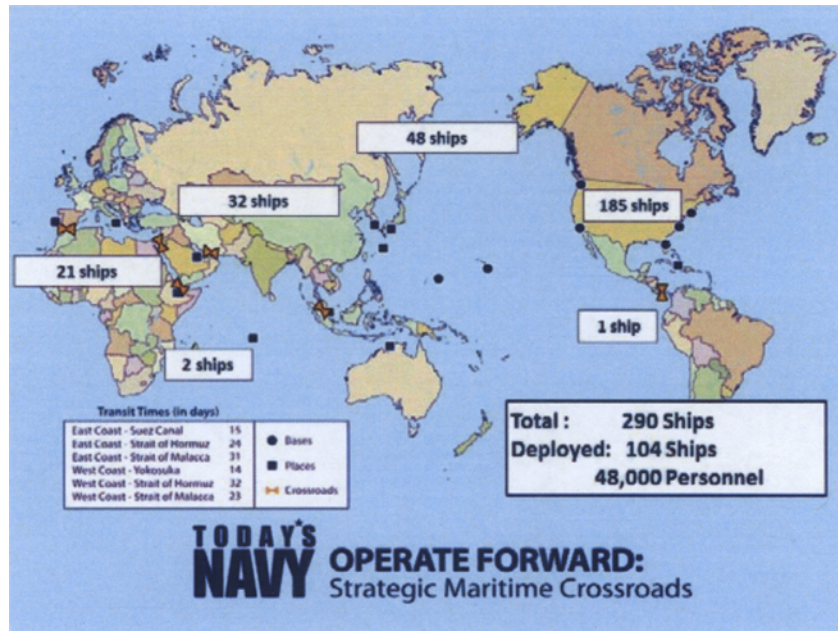 48 ships
32 ships
185 ships
21 ships
1 ship
2 ships
Transit Times (in days)
East Coast - Suez Canal 15
East Coast - Strait of Hormuz 24
East Coast - Strait of Malacca 31
West Coast - Yokosuka 14
West Coast - Strait of Hormuz 32
West Coast - Strait of Malacca 23
Bases
Places
Crossroads
Total : 290 Ships
Deployed: 104 Ships
48,000 Personnel
TODAY'S
NAVY
OPERATE FORWARD:
Strategic Maritime Crossroads